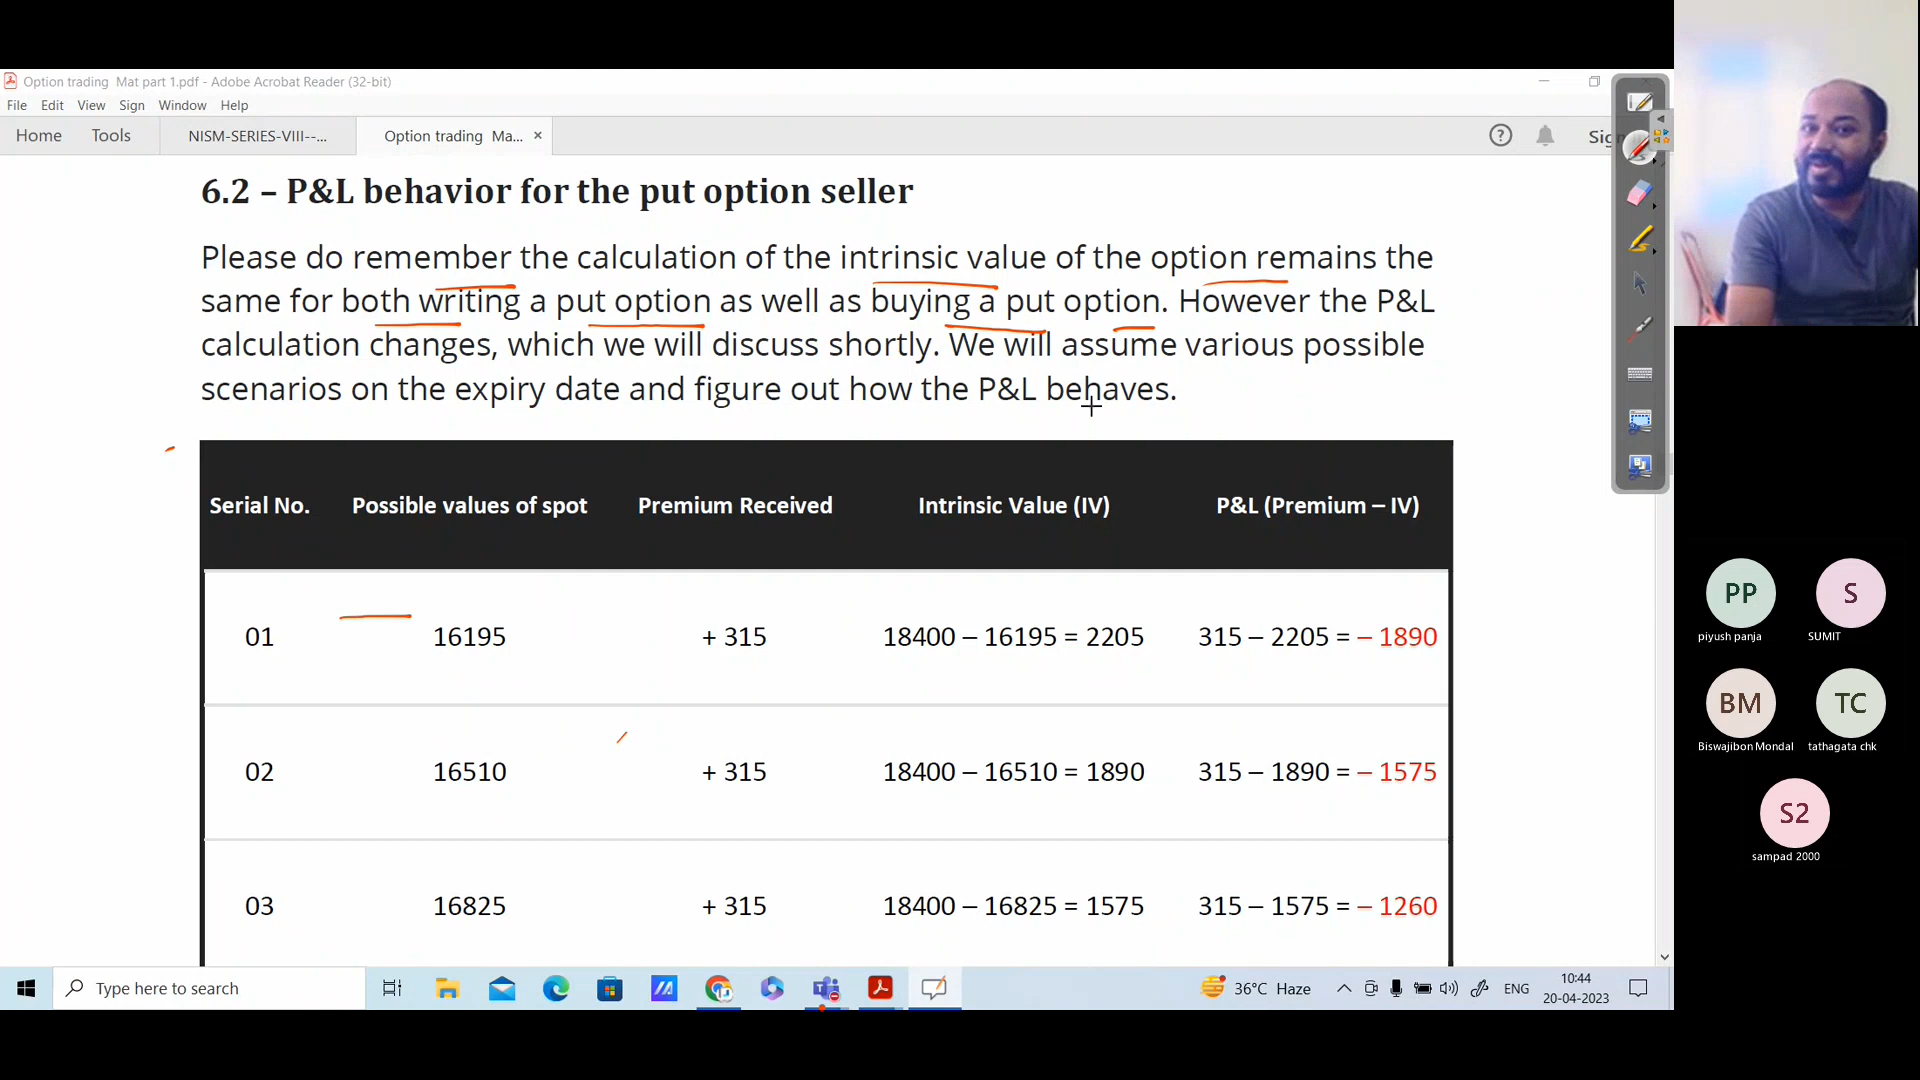 Option trading Mat part 1.pdf - Adobe Acrobat Reader (32-bit)
File Edit View Sign Window Help
Home Tools NISM-SERIES-VIII--... Option trading Ma... ×
6.2 – P&L behavior for the put option seller
Please do remember the calculation of the intrinsic value of the option remains the
same for both writing a put option as well as buying a put option. However the P&L
calculation changes, which we will discuss shortly. We will assume various possible
scenarios on the expiry date and figure out how the P&L behaves.
Serial No. Possible values of spot Premium Received Intrinsic Value (IV) P&L (Premium – IV)
01 16195 + 315 18400 – 16195 = 2205 315 – 2205 = – 1890
02 16510 + 315 18400 – 16510 = 1890 315 – 1890 = – 1575
03 16825 + 315 18400 – 16825 = 1575 315 – 1575 = – 1260
PP S
piyush panja SUMIT
BM TC
Biswajibon Mondal tathagata chk
S2
sampad 2000
Type here to search 36°C Haze ENG 10:44
20-04-2023